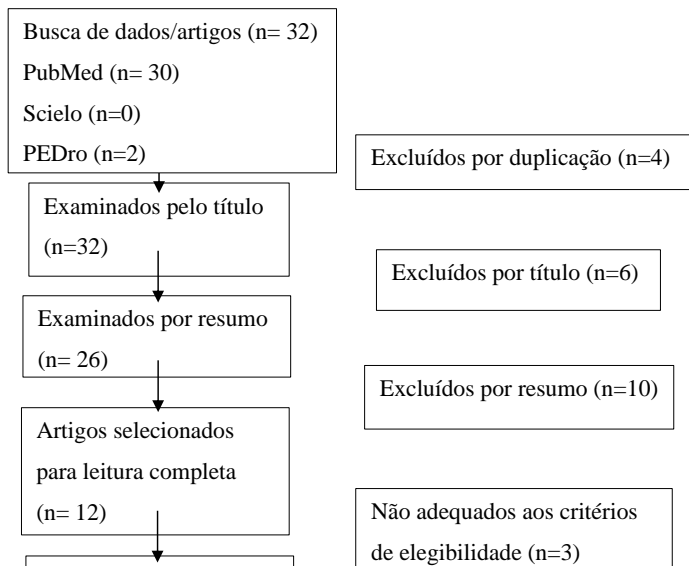 Busca de dados/artigos (n= 32)
PubMed (n= 30)
Scielo (n=0)
PEDro (n=2)
Excluídos por duplicação (n=4)
Examinados pelo título
(n=32)
Excluídos por título (n=6)
Examinados por resumo
(n= 26)
Excluídos por resumo (n=10)
Artigos selecionados
para leitura completa
(n= 12)
Não adequados aos critérios
de elegibilidade (n=3)